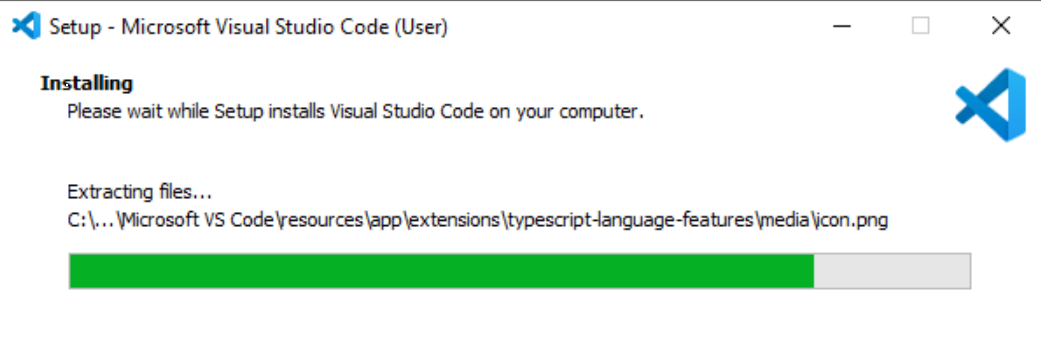 Setup - Microsoft Visual Studio Code (User)
Installing
Please wait while Setup installs Visual Studio Code on your computer.
Extracting files...
C:\...\Microsoft VS Code\resources\app\extensions\typescript-language-features\media\icon.png